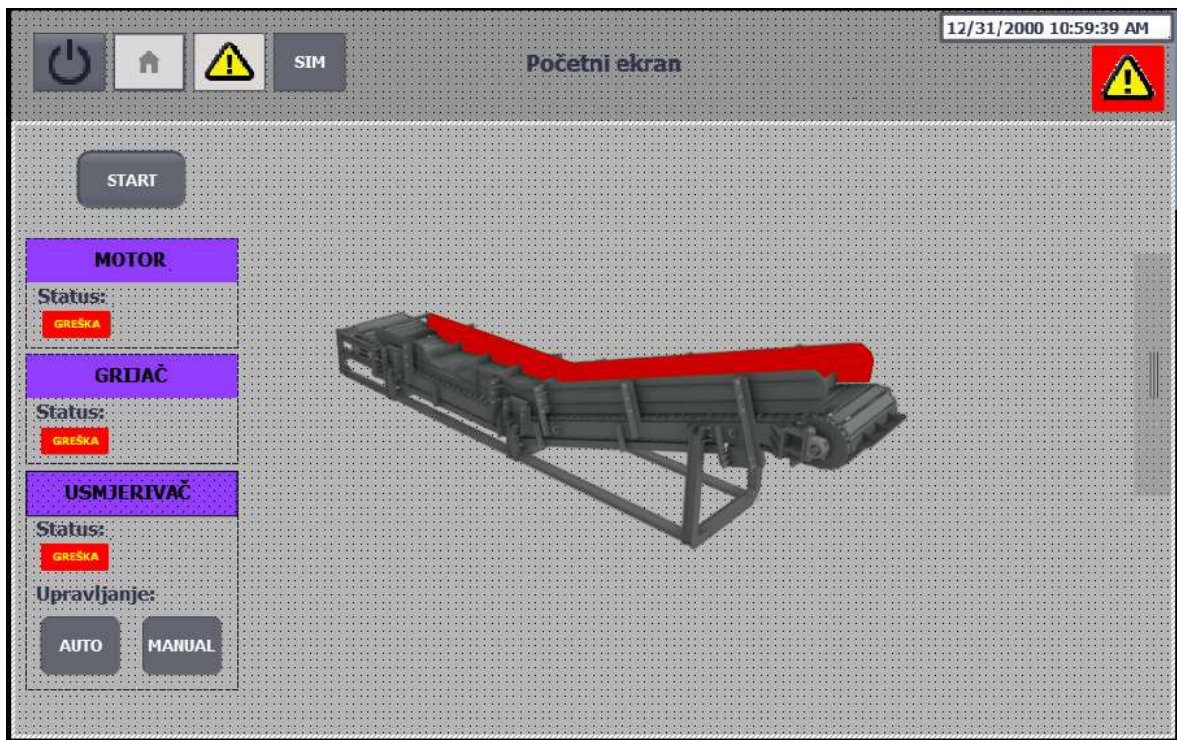 12/31/2000 10:59:39 AM
SIM
Početni ekran
START
MOTOR
Status:
GREŠKA
GRIJAČ
Status:
GREŠKA
USMJERIVAČ
Status:
GREŠKA
Upravljanje:
AUTO MANUAL